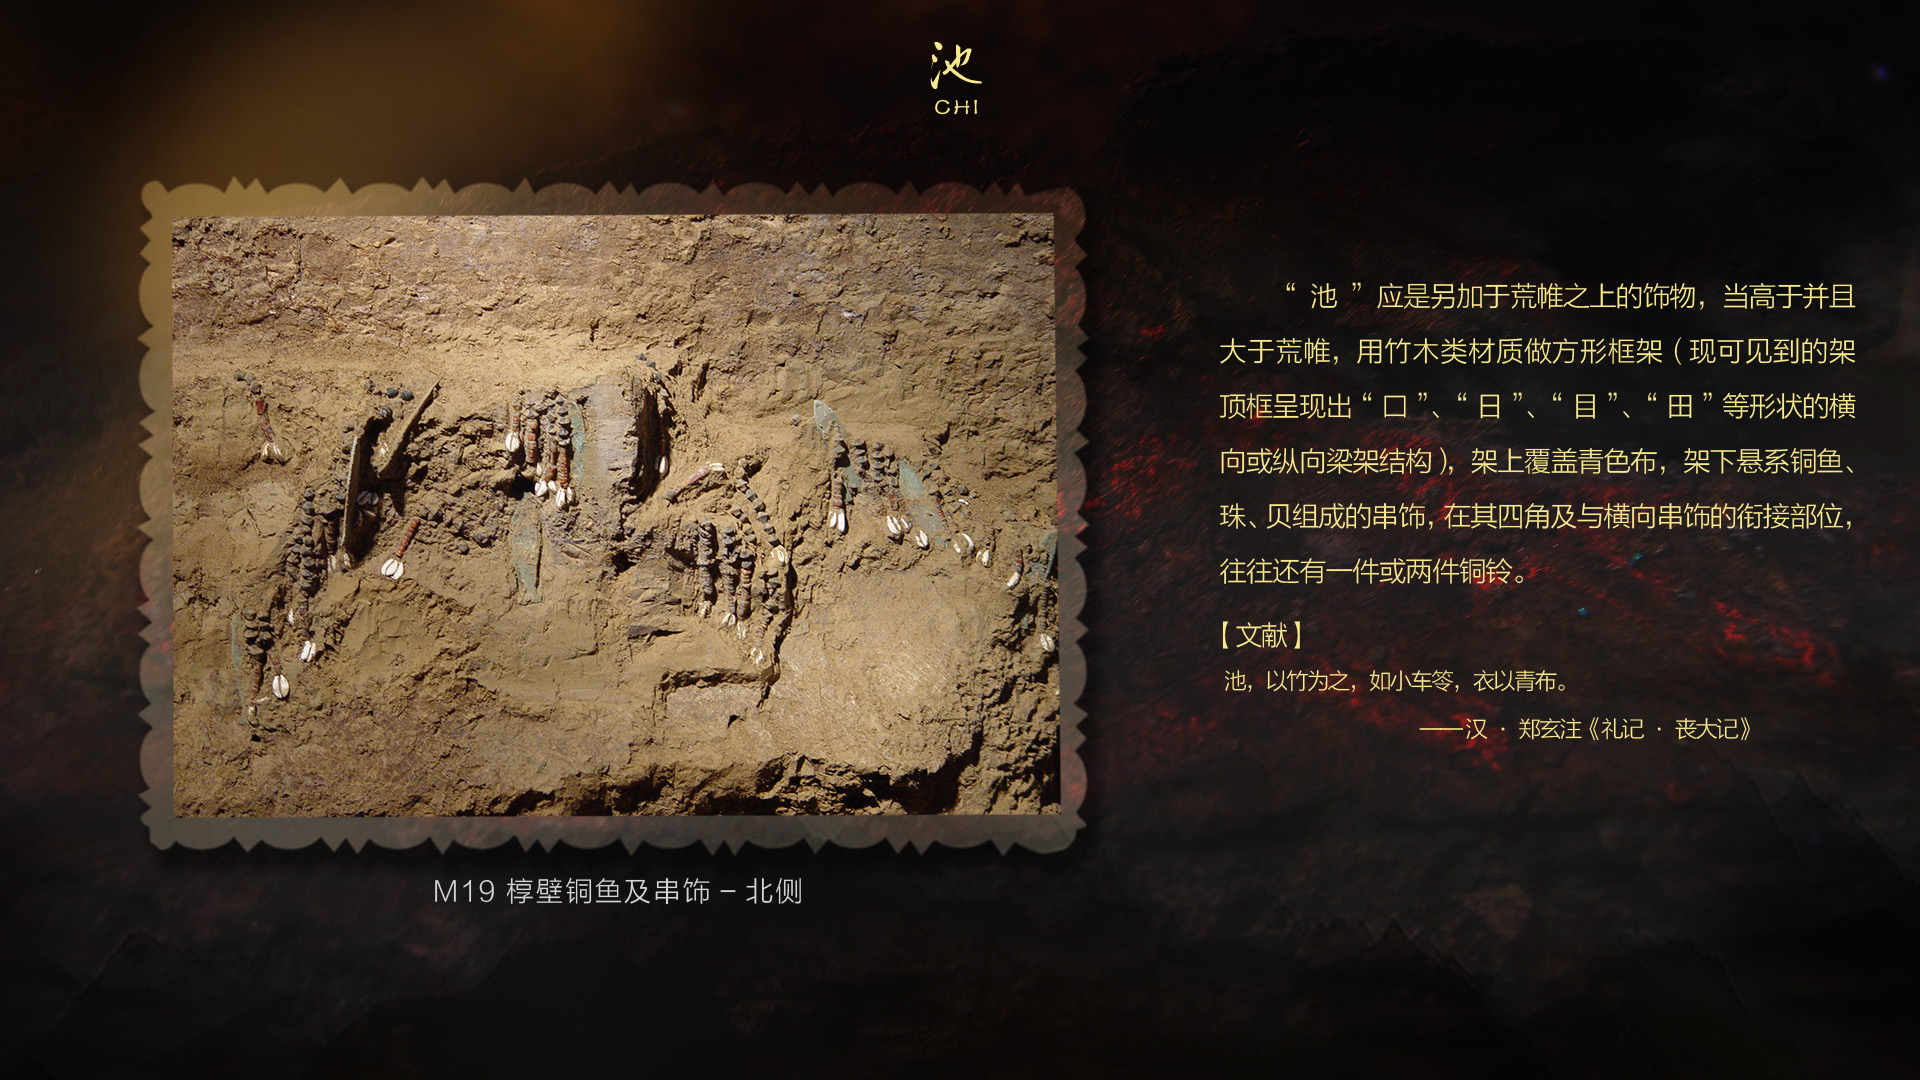 池
CHI
“ 池 ” 应是另加于荒帷之上的饰物，当高于并且
大于荒帷，用竹木类材质做方形框架（现可见到的架
顶框呈现出“ 口 ”、“ 日 ”、“ 目 ”、“ 田 ”等形状的横
向或纵向梁架结构），架上覆盖青色布，架下悬系铜鱼、
珠、贝组成的串饰，在其四角及与横向串饰的衔接部位，
往往还有一件或两件铜铃。
【文献】
池，以竹为之，如小车笭，衣以青布。
——汉 · 郑玄注《礼记 · 丧大记》
M19 椁壁铜鱼及串饰 – 北侧